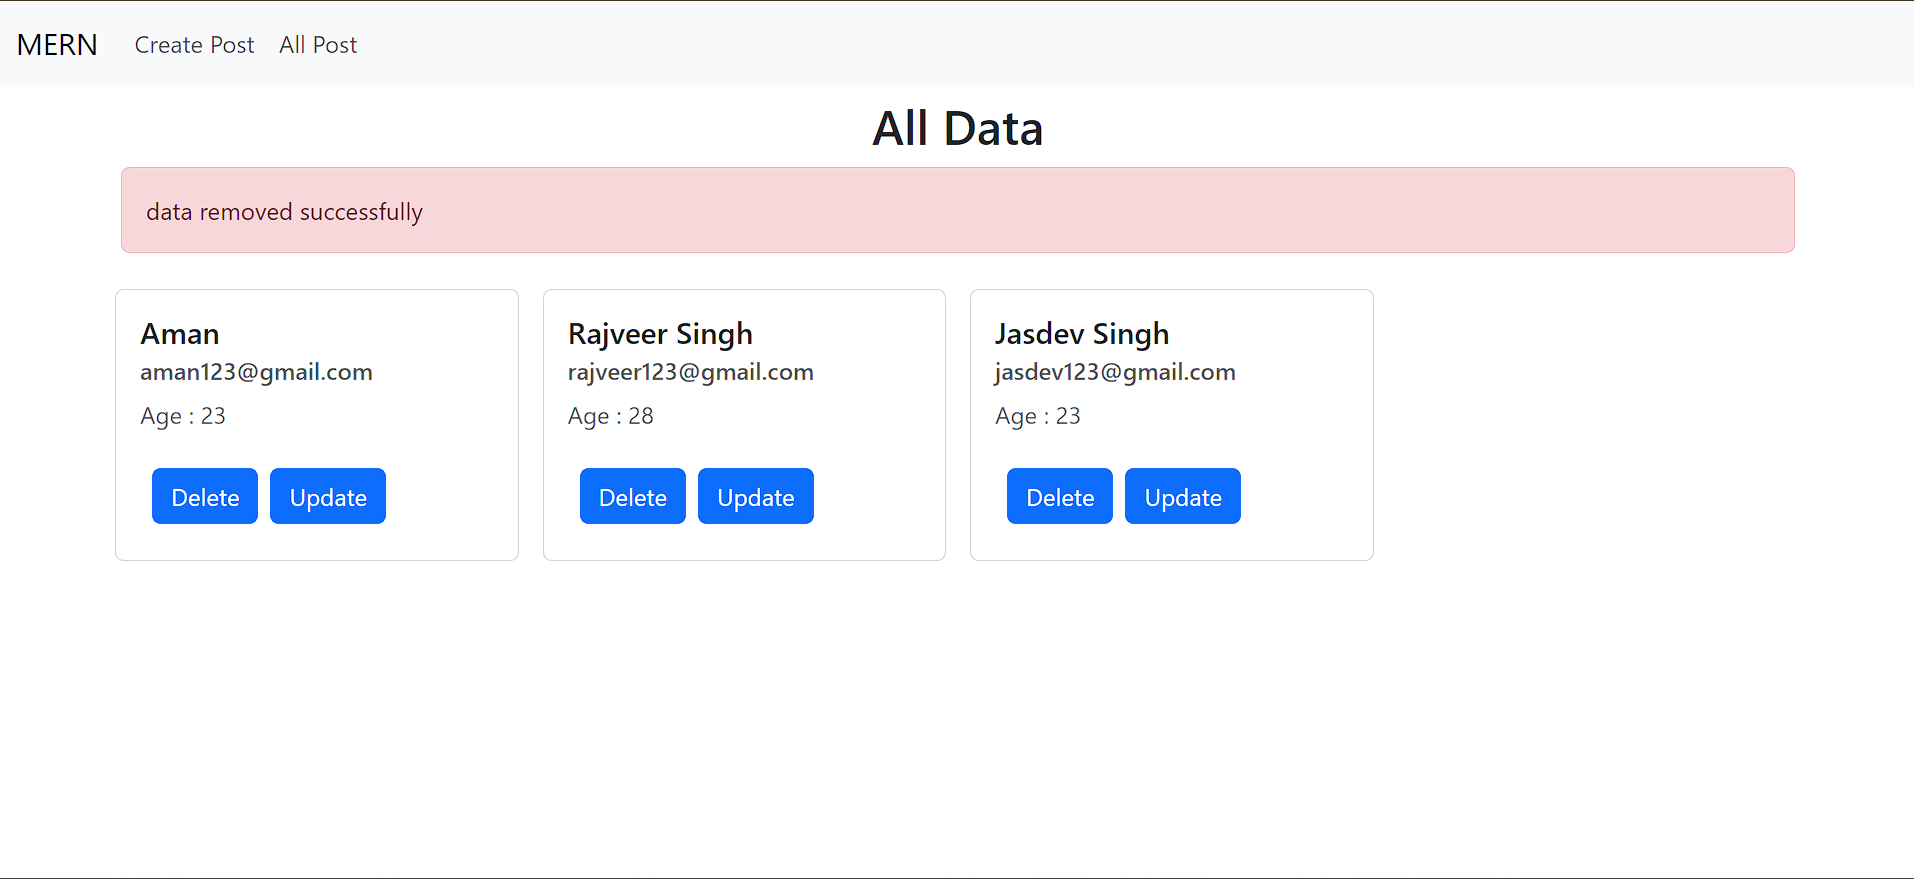 MERN Create Post All Post
All Data
data removed successfully
Aman
aman123@gmail.com
Age : 23
Delete Update
Rajveer Singh
rajveer123@gmail.com
Age : 28
Delete Update
Jasdev Singh
jasdev123@gmail.com
Age : 23
Delete Update